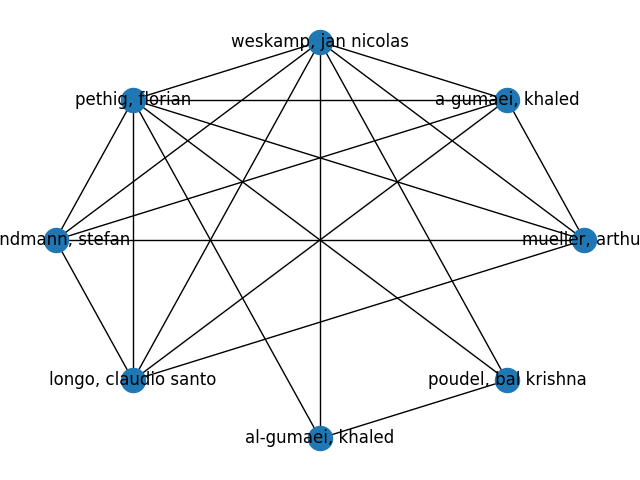 weskamp, jan nicolas
pethig, florian
a gumaei, khaled
ndmann, stefan
mueller, arthu
longo, claudio santo
poudel, bal krishna
al-gumaei, khaled